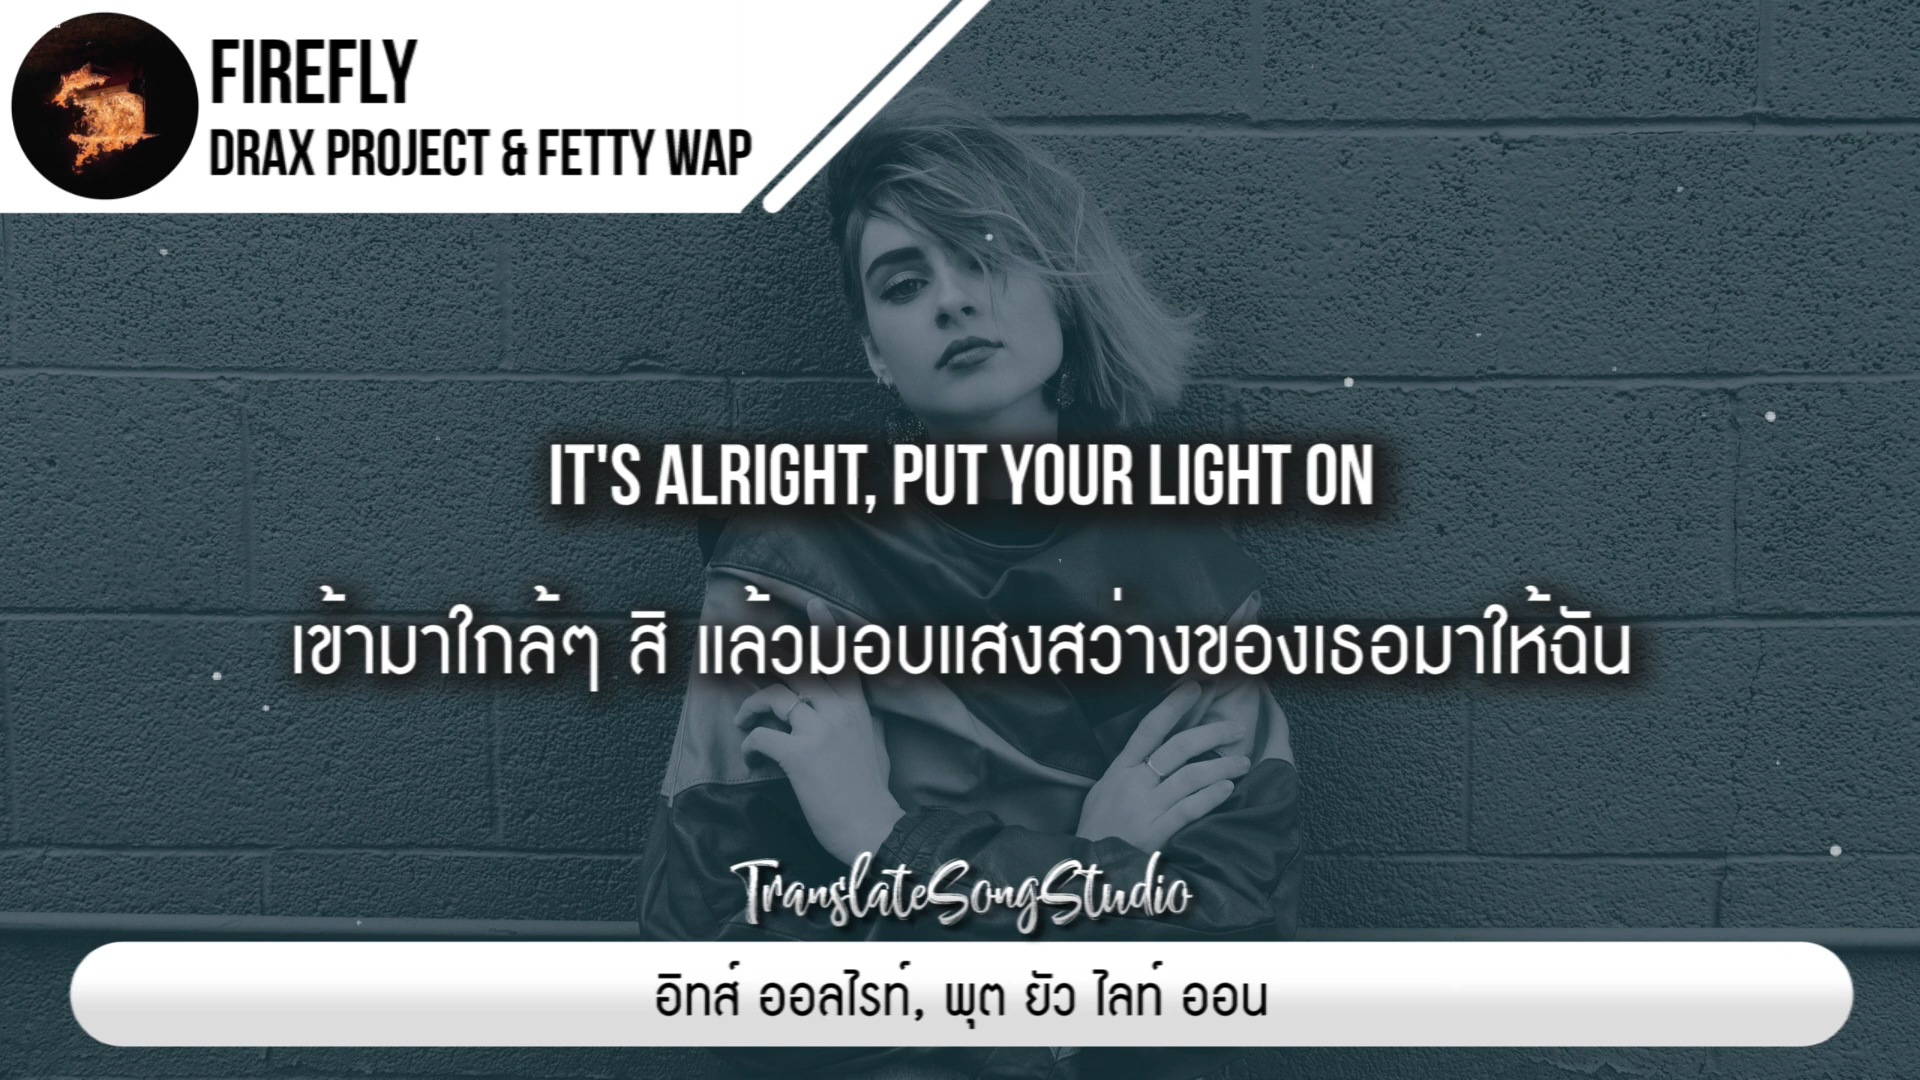 FIREFLY
DRAX PROJECT & FETTY WAP
IT'S ALRIGHT, PUT YOUR LIGHT ON
เข้ามาใกล้ๆ สิ แล้วมอบแสงสว่างของเธอมาให้ฉัน
TranslateSongStudio
อิทส์ ออลไรท์, พุต ยัว ไลท์ ออน